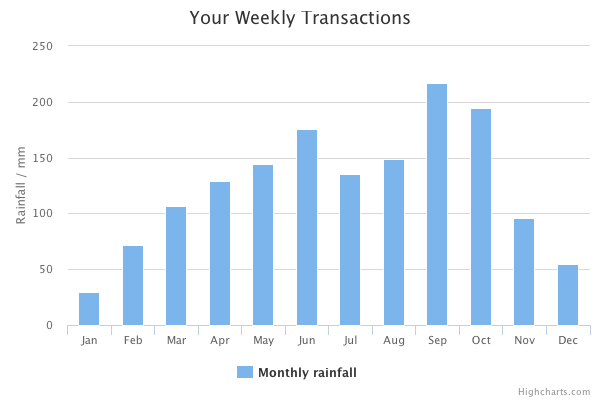 Your Weekly Transactions
250
200
150
100
50
0
Rainfall / mm
Jan Feb Mar Apr May Jun Jul Aug Sep Oct Nov Dec
Monthly rainfall
Highcharts.com